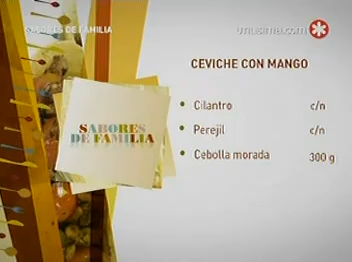 SABORES DE FAMILIA
utilisima.com
CEVICHE CON MANGO
SABORES
DE FAMILIA
• Cilantro c/n
• Perejil c/n
• Cebolla morada 300 g